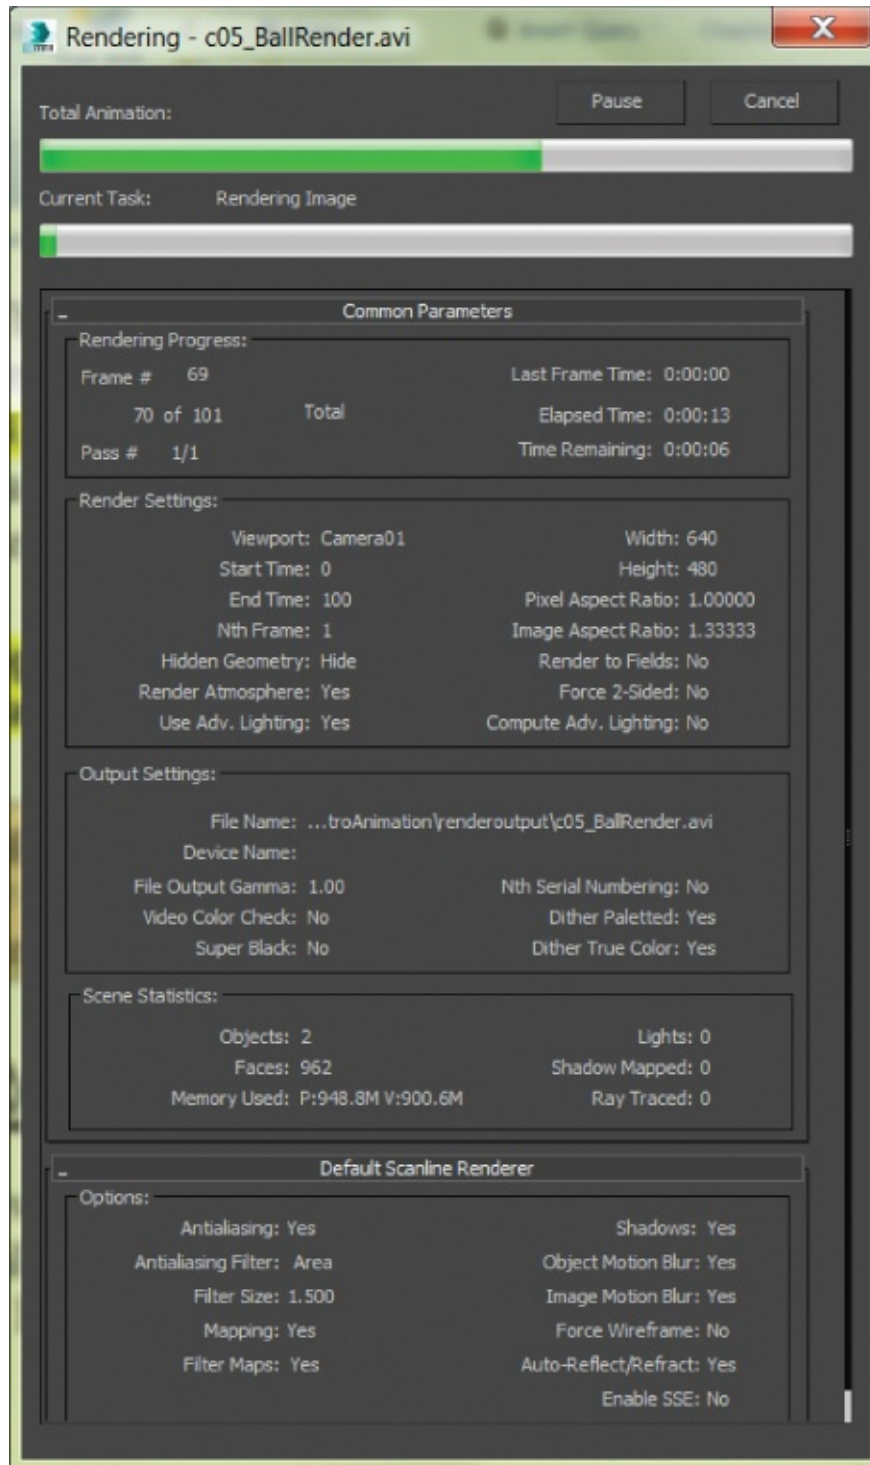 Rendering - c05_BallRender.avi
Total Animation:
Pause
Cancel
Current Task: Rendering Image
Common Parameters
Rendering Progress:
Frame # 69
Last Frame Time: 0:00:00
70 of 101 Total
Elapsed Time: 0:00:13
Pass # 1/1
Time Remaining: 0:00:06
Render Settings:
Viewport: Camera01
Width: 640
Start Time: 0
Height: 480
End Time: 100
Pixel Aspect Ratio: 1.00000
Nth Frame: 1
Image Aspect Ratio: 1.33333
Hidden Geometry: Hide
Render to Fields: No
Render Atmosphere: Yes
Force 2-Sided: No
Use Adv. Lighting: Yes
Compute Adv. Lighting: No
Output Settings:
File Name: ...troAnimation\renderoutput\c05_BallRender.avi
Device Name:
File Output Gamma: 1.00
Nth Serial Numbering: No
Video Color Check: No
Dither Paletted: Yes
Super Black: No
Dither True Color: Yes
Scene Statistics:
Objects: 2
Lights: 0
Faces: 962
Shadow Mapped: 0
Memory Used: P:948.8M V:900.6M
Ray Traced: 0
Default Scanline Renderer
Options:
Antialiasing: Yes
Shadows: Yes
Antialiasing Filter: Area
Object Motion Blur: Yes
Filter Size: 1.500
Image Motion Blur: Yes
Mapping: Yes
Force Wireframe: No
Filter Maps: Yes
Auto-Reflect/Refract: Yes
Enable SSE: No